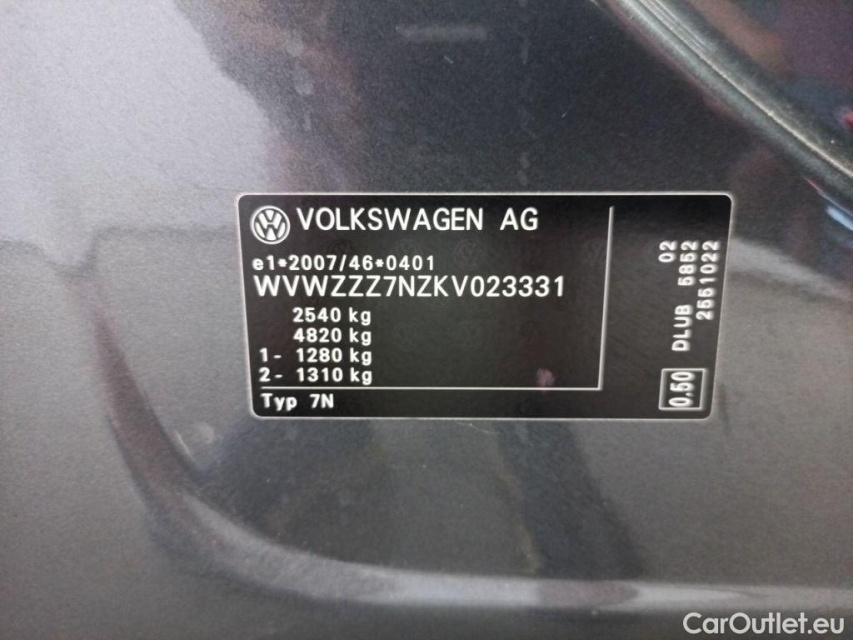 VOLKSWAGEN AG
e1*2007/46*0401
WVWZZZ7NZKV023331
2540 kg
4820 kg
1- 1280 kg
2- 1310 kg
Typ 7N
02
DLUB 5852
2551022
0.50
CarOutlet.eu